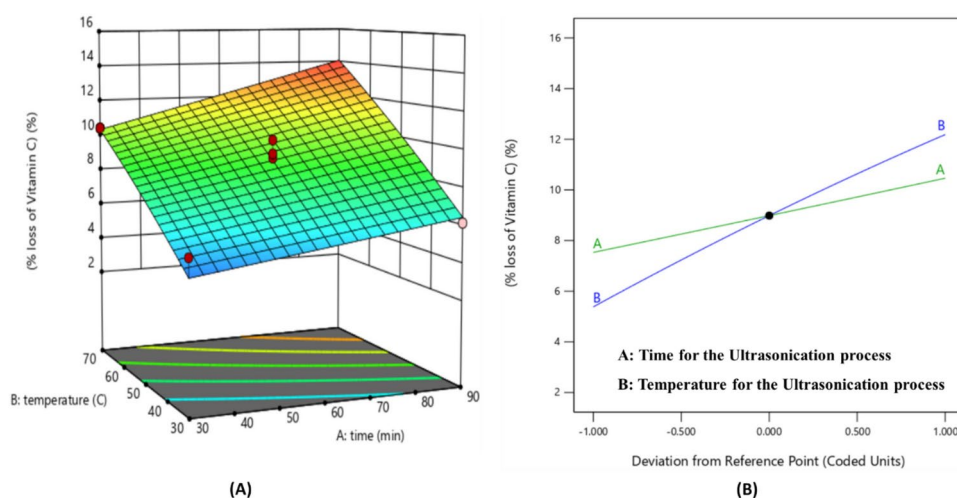 16
14
12
10
8
6
4
2
(% loss of Vitamin C) (%)
70
60
50
40
30
B: temperature (C)
30
40
50
60
70
80
90
A: time (min)
(A)
16
14
12
10
8
6
4
2
(% loss of Vitamin C) (%)
B
A
A
B
A: Time for the Ultrasonication process
B: Temperature for the Ultrasonication process
-1.000
-0.500
0.000
0.500
1.000
Deviation from Reference Point (Coded Units)
(B)